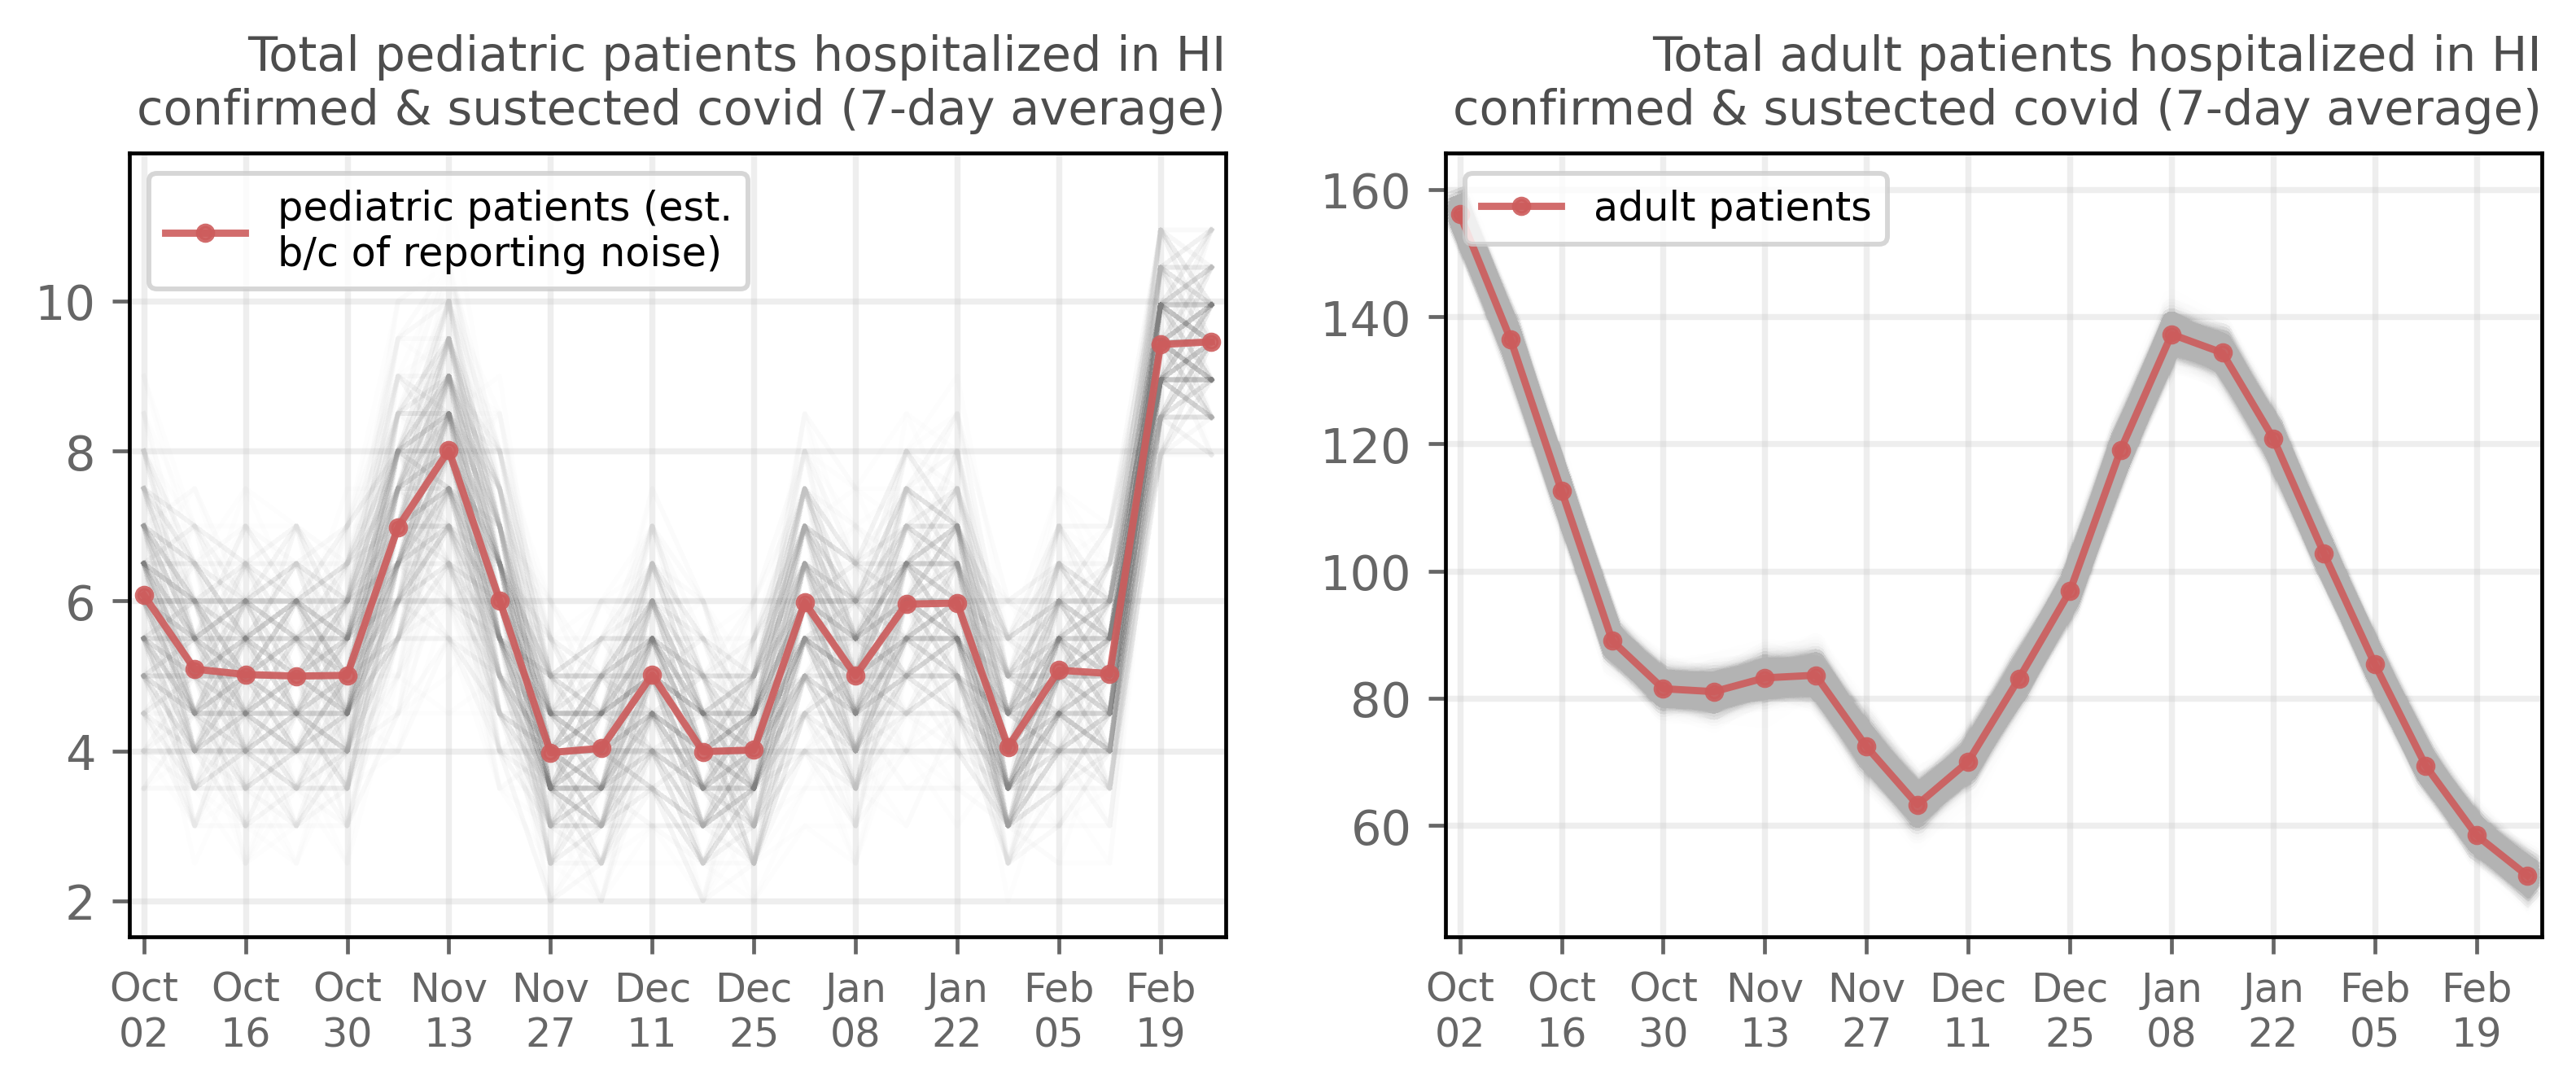 Total pediatric patients hospitalized in HI
confirmed & sustected covid (7-day average)
pediatric patients (est.
b/c of reporting noise)
10
8
6
4
2
Oct Oct Oct Nov Nov Dec Dec Jan Jan Feb Feb
02 16 30 13 27 11 25 08 22 05 19
Total adult patients hospitalized in HI
confirmed & sustected covid (7-day average)
adult patients
160
140
120
100
80
60
Oct Oct Oct Nov Nov Dec Dec Jan Jan Feb Feb
02 16 30 13 27 11 25 08 22 05 19